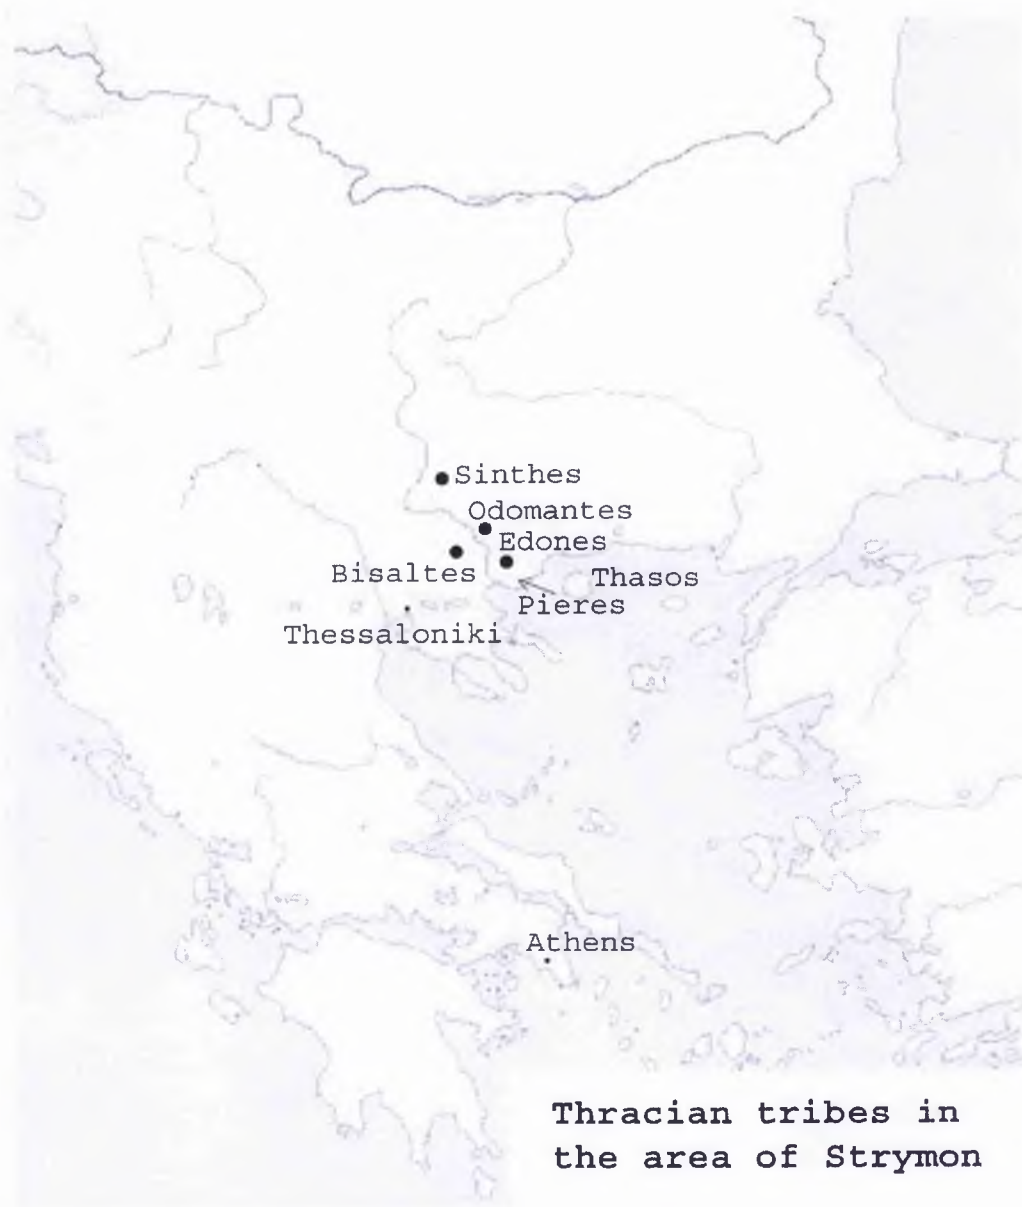 Sinthes
Odomantes
Edones
Bisaltes
Thasos
Pieres
Thessaloniki
Athens
Thracian tribes in
the area of Strymon